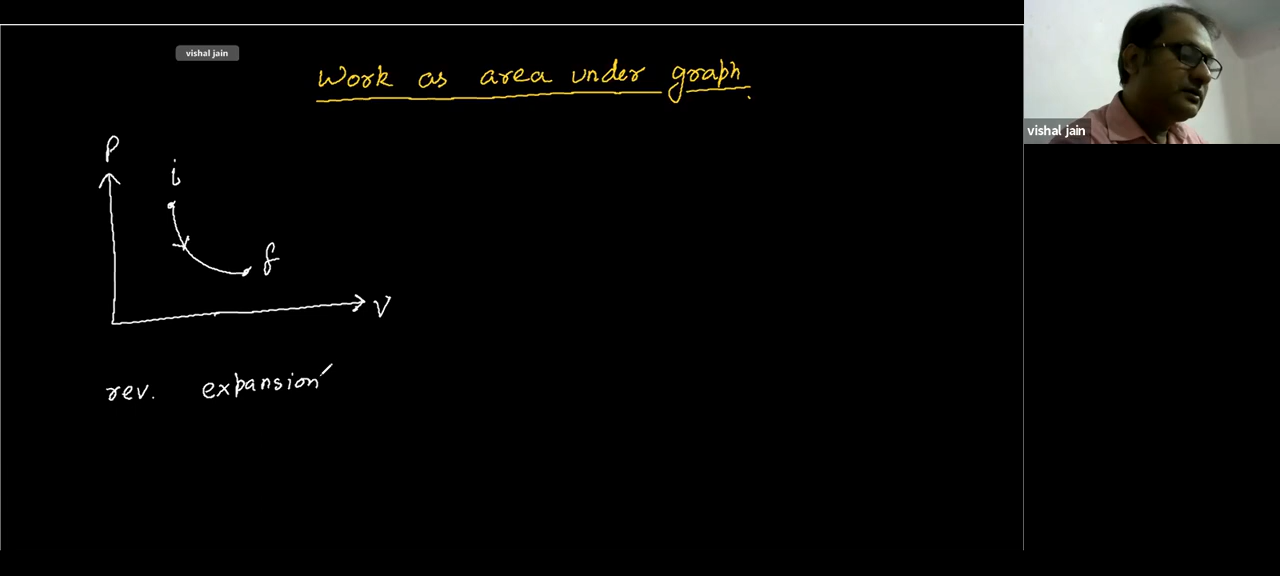 vishal jain
Work as area under graph.
P
i
f
V
rev. expansion
vishal jain